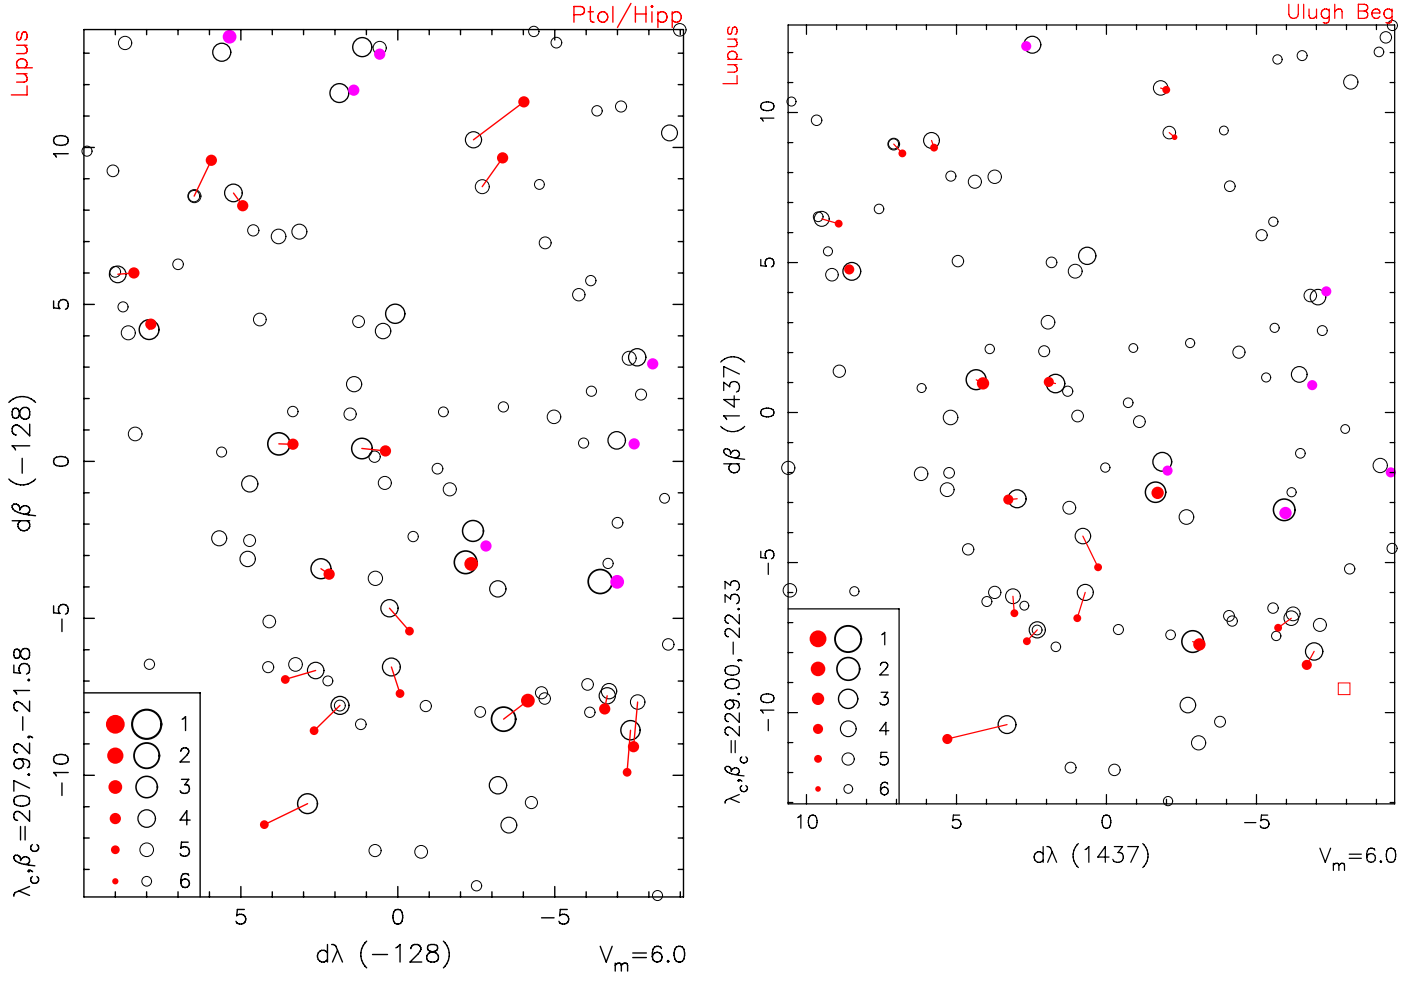 Ptol/Hipp
Lupus
10
5
0
−5
−10
dβ (−128)
λc,βc=207.92,−21.58
1
2
3
4
5
6
5
0
−5
dλ (−128)
Vm=6.0
Ulugh Beg
Lupus
10
5
0
−5
−10
dβ (1437)
λc,βc=229.00,−22.33
1
2
3
4
5
6
10
5
0
−5
dλ (1437)
Vm=6.0